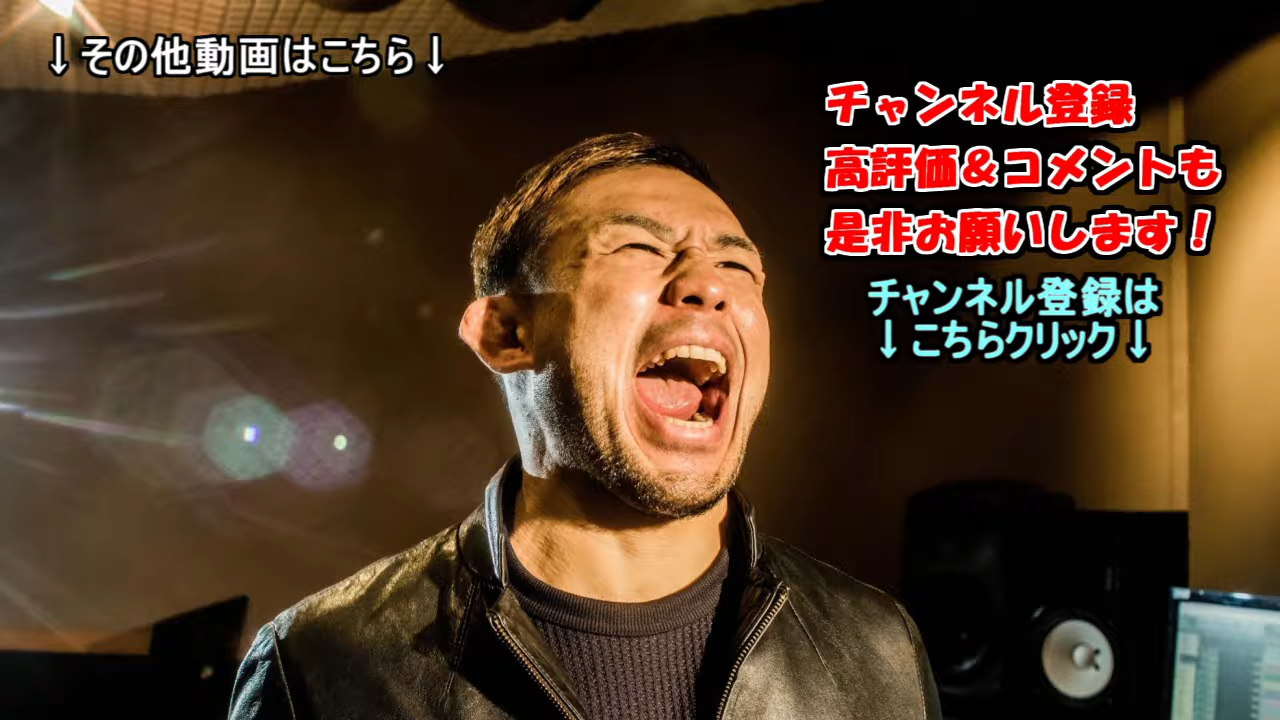 ↓その他動画はこちら↓
チャンネル登録
高評価&コメントも
是非お願いします!
チャンネル登録は
↓こちらクリック↓